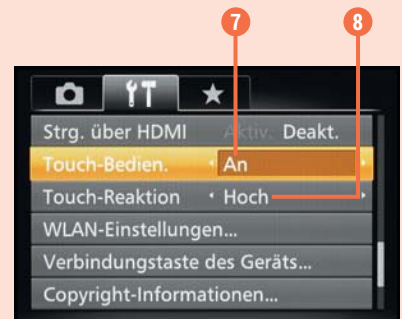 7 8
Strg. über HDMI Aktiv. Deakt.
Touch-Bedien. An
Touch-Reaktion Hoch
WLAN-Einstellungen...
Verbindungstaste des Geräts...
Copyright-Informationen...